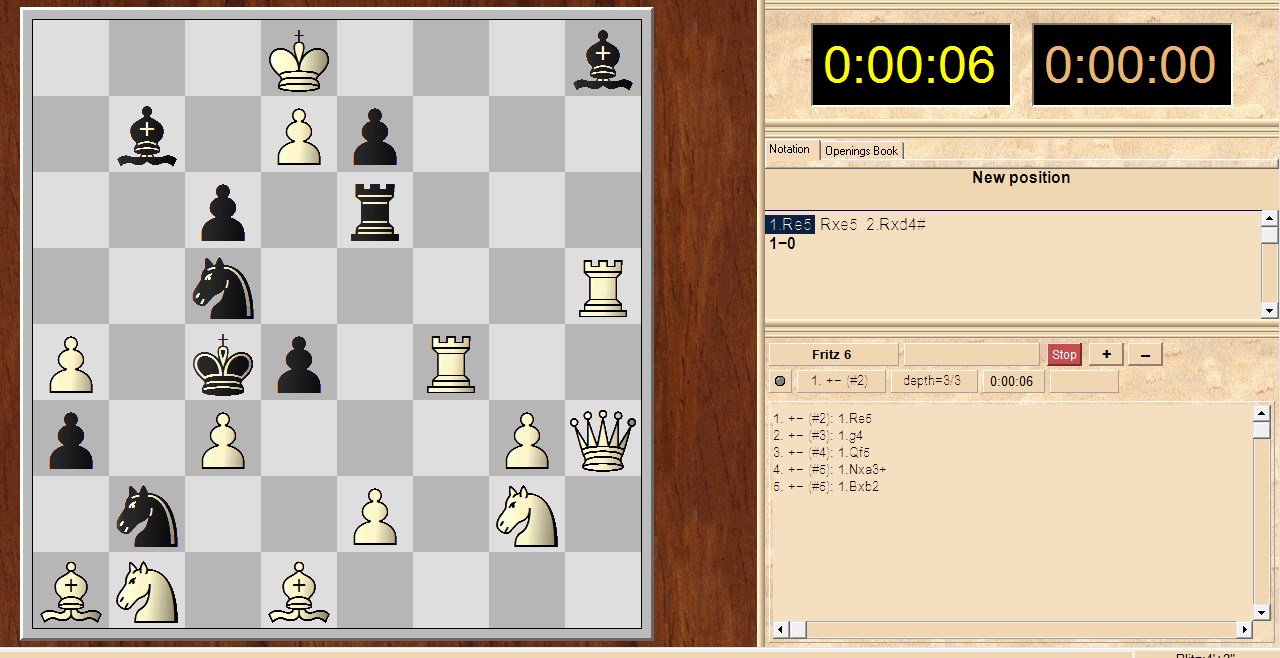 0:00:06 0:00:00
Notation Openings Book
New position
1.Re5 Rxe5 2.Rxd4#
1-0
Fritz 6 Stop + –
1. +− (#2) depth=3/3 0:00:06
1. +− (#2): 1.Re5
2. +− (#3): 1.g4
3. +− (#4): 1.Qf5
4. +− (#5): 1.Nxa3+
5. +− (#5): 1.Bxb2